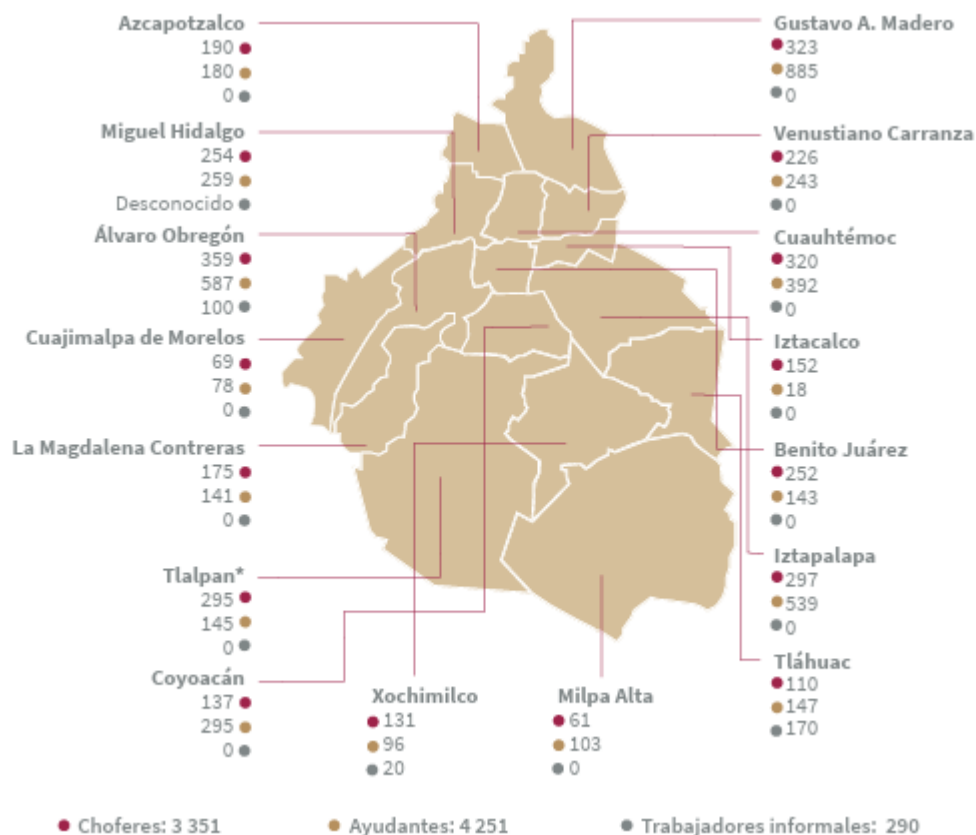 Azcapotzalco
190
180
0
Miguel Hidalgo
254
259
Desconocido
Álvaro Obregón
359
587
100
Cuajimalpa de Morelos
69
78
0
La Magdalena Contreras
175
141
0
Tlalpan*
295
145
0
Coyoacán
137
295
0
Xochimilco
131
96
20
Milpa Alta
61
103
0
Gustavo A. Madero
323
885
0
Venustiano Carranza
226
243
0
Cuauhtémoc
320
392
0
Iztacalco
152
18
0
Benito Juárez
252
143
0
Iztapalapa
297
539
0
Tláhuac
110
147
170
Choferes: 3 351
Ayudantes: 4 251
Trabajadores informales: 290